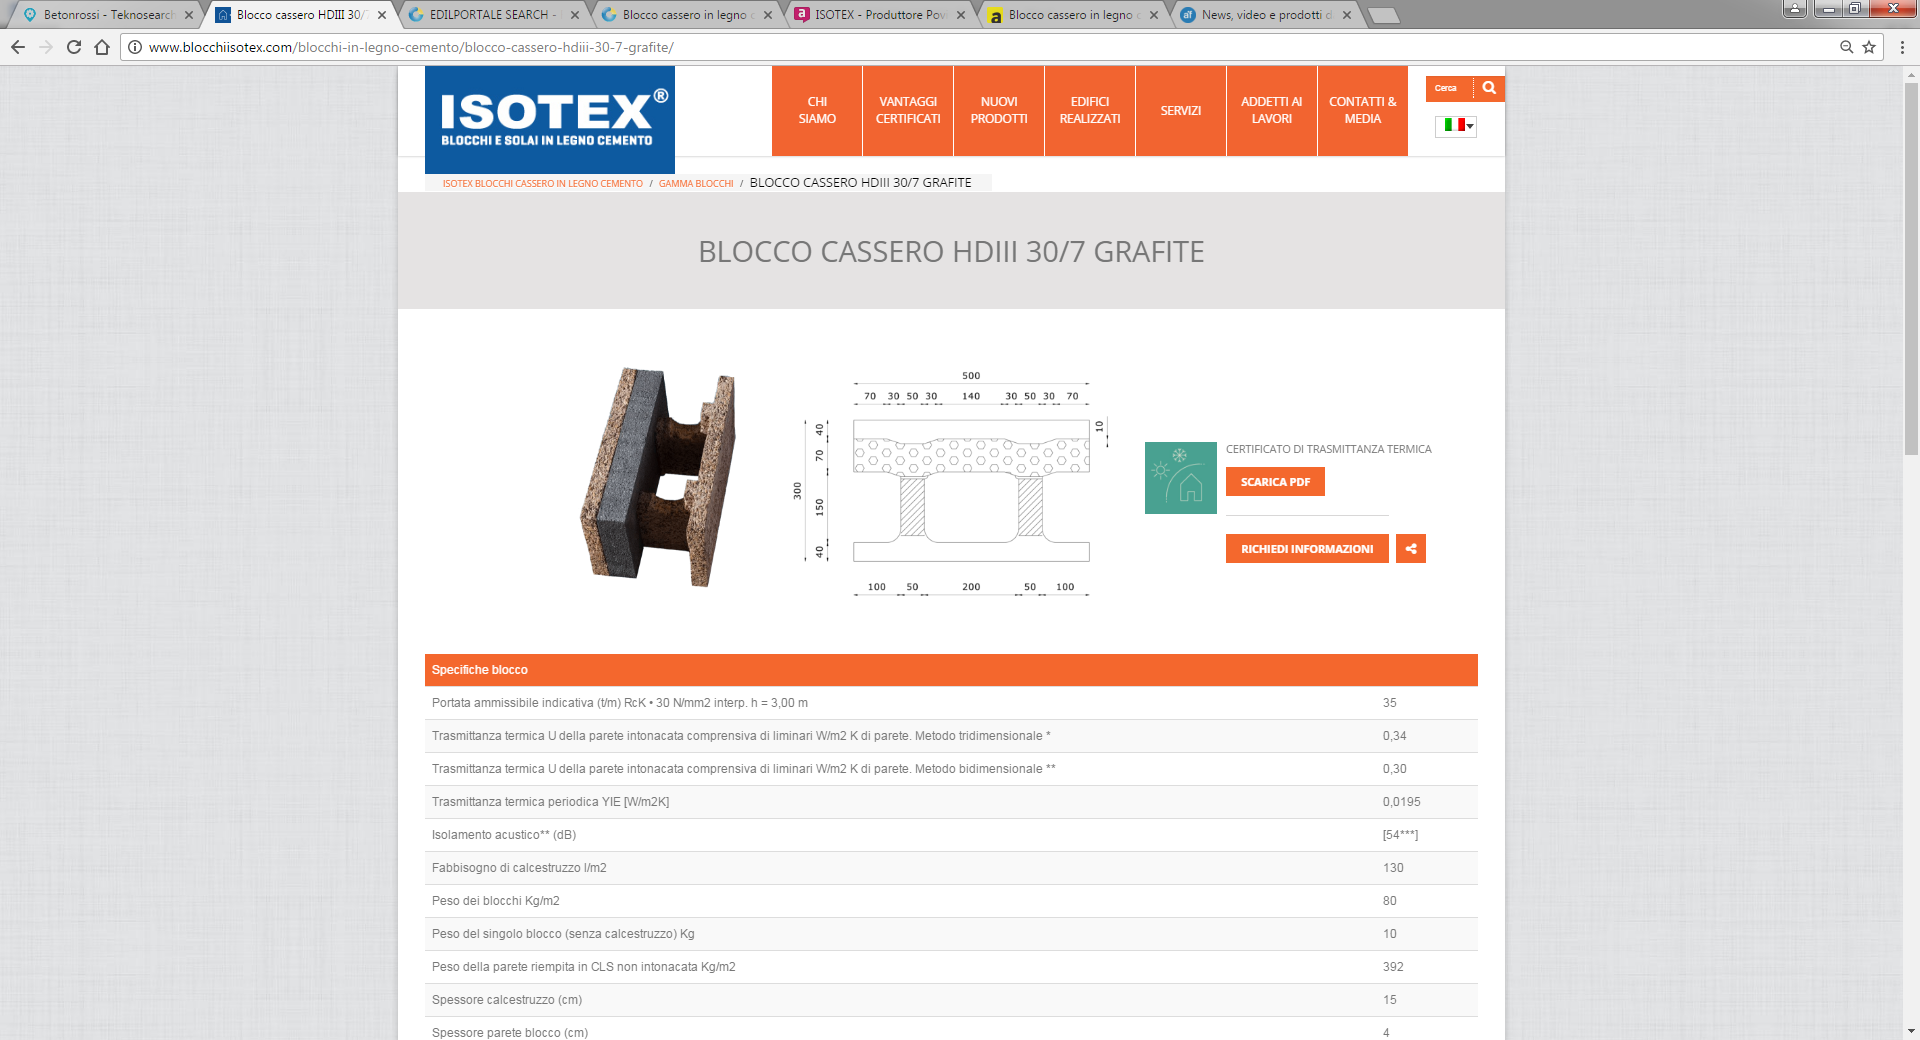 Betonrossi - Teknosearch
Blocco cassero HDIII 30/7
EDILPORTALE SEARCH -
Blocco cassero in legno
ISOTEX - Produttore Pov
Blocco cassero in legno
News, video e prodotti d
www.blocchiisotex.com/blocchi-in-legno-cemento/blocco-cassero-hdiii-30-7-grafite/
ISOTEX®
BLOCCHI E SOLAI IN LEGNO CEMENTO
CHI
SIAMO
VANTAGGI
CERTIFICATI
NUOVI
PRODOTTI
EDIFICI
REALIZZATI
SERVIZI
ADDETTI AI
LAVORI
CONTATTI &
MEDIA
Cerca
ISOTEX BLOCCHI CASSERO IN LEGNO CEMENTO / GAMMA BLOCCHI / BLOCCO CASSERO HDIII 30/7 GRAFITE
BLOCCO CASSERO HDIII 30/7 GRAFITE
500
70 30 50 30 140 30 50 30 70
10
40
70
300
150
40
100 50 200 50 100
CERTIFICATO DI TRASMITTANZA TERMICA
SCARICA PDF
RICHIEDI INFORMAZIONI
Specifiche blocco
Portata ammissibile indicativa (t/m) RcK • 30 N/mm2 interp. h = 3,00 m 35
Trasmittanza termica U della parete intonacata comprensiva di liminari W/m2 K di parete. Metodo tridimensionale * 0,34
Trasmittanza termica U della parete intonacata comprensiva di liminari W/m2 K di parete. Metodo bidimensionale ** 0,30
Trasmittanza termica periodica YIE [W/m2K] 0,0195
Isolamento acustico** (dB) [54***]
Fabbisogno di calcestruzzo l/m2 130
Peso dei blocchi Kg/m2 80
Peso del singolo blocco (senza calcestruzzo) Kg 10
Peso della parete riempita in CLS non intonacata Kg/m2 392
Spessore calcestruzzo (cm) 15
Spessore parete blocco (cm) 4